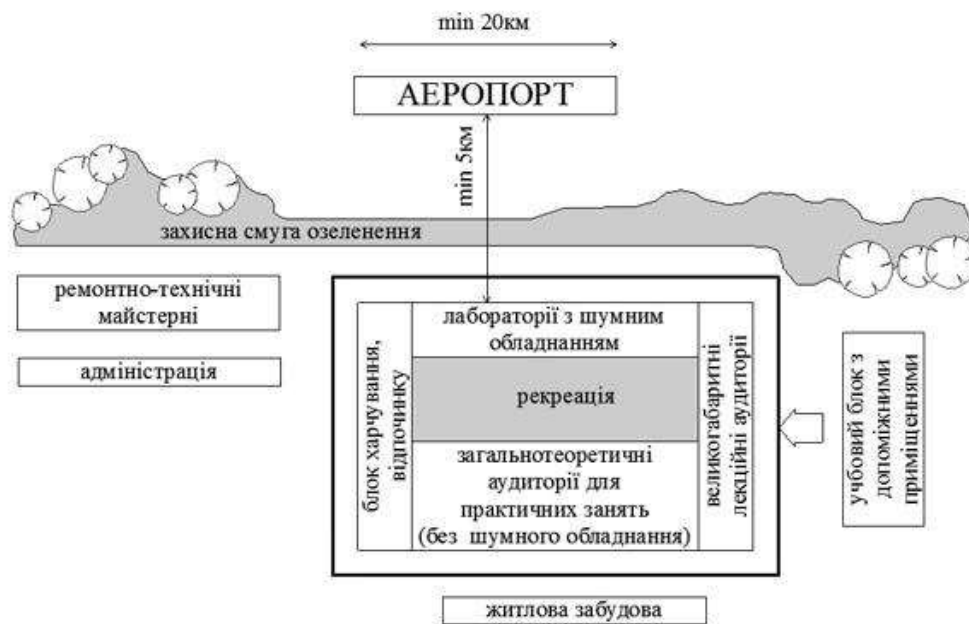 min 20км
АЕРОПОРТ
min 5км
захисна смуга озеленення
ремонтно-технічні
майстерні
адміністрація
блок харчування,
відпочинку
лабораторії з шумним
обладнанням
рекреація
загальнотеоретичні
аудиторії для
практичних занять
(без шумного обладнання)
великогабаритні
лекційні аудиторії
учбовий блок з
допоміжними
приміщеннями
житлова забудова